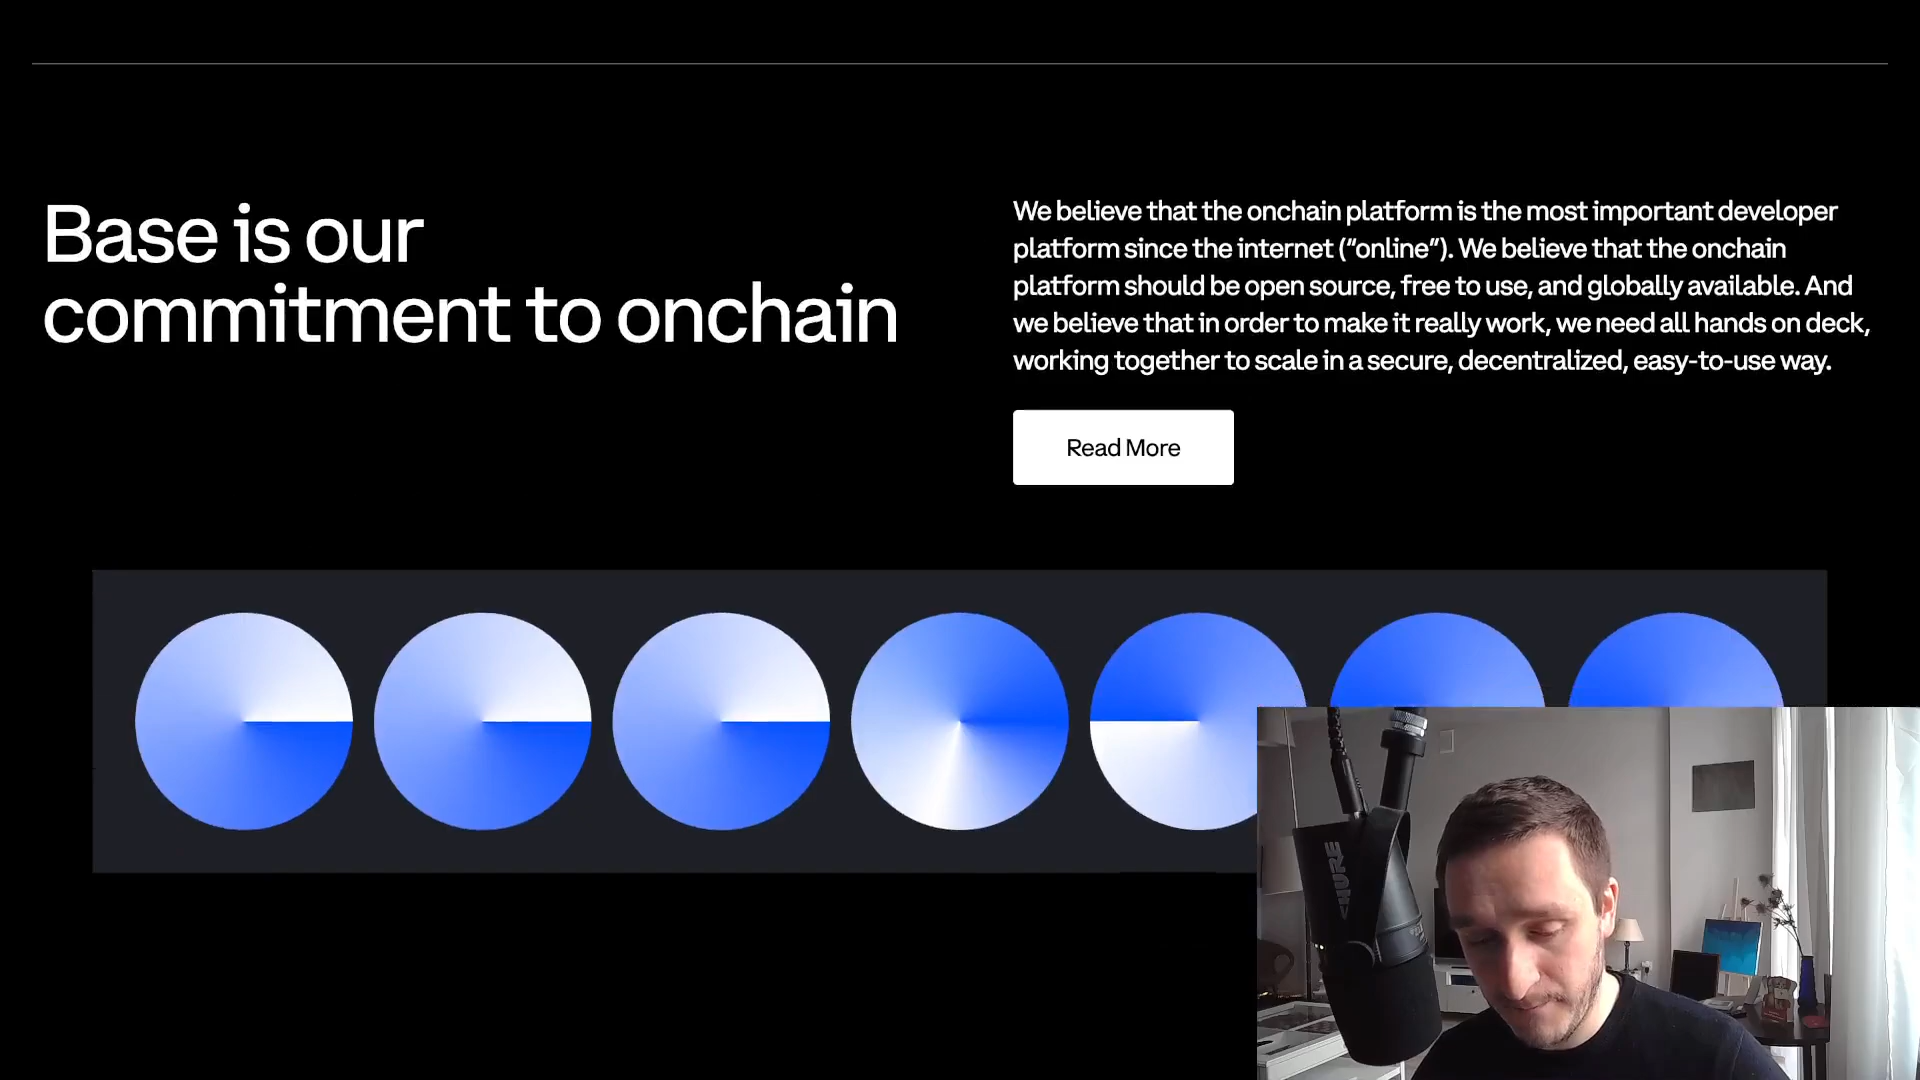 Base is our
commitment to onchain
We believe that the onchain platform is the most important developer
platform since the internet (“online”). We believe that the onchain
platform should be open source, free to use, and globally available. And
we believe that in order to make it really work, we need all hands on deck,
working together to scale in a secure, decentralized, easy-to-use way.
Read More
SHURE